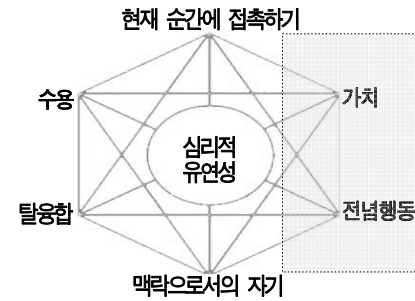 현재 순간에 접촉하기
수용
가치
심리적
유연성
탈융합
전념행동
맥락으로서의 자기